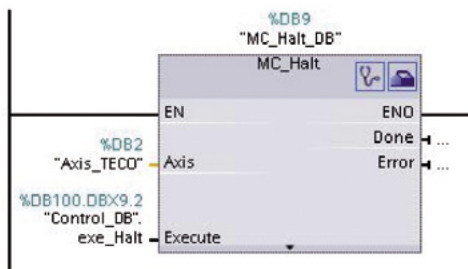 %DB9
"MC_Halt_DB"
MC_Halt
EN
ENO
Done
...
%DB2
"Axis_TECO"
Axis
Error
...
%DB100.DBX9.2
"Control_DB".
exe_Halt
Execute